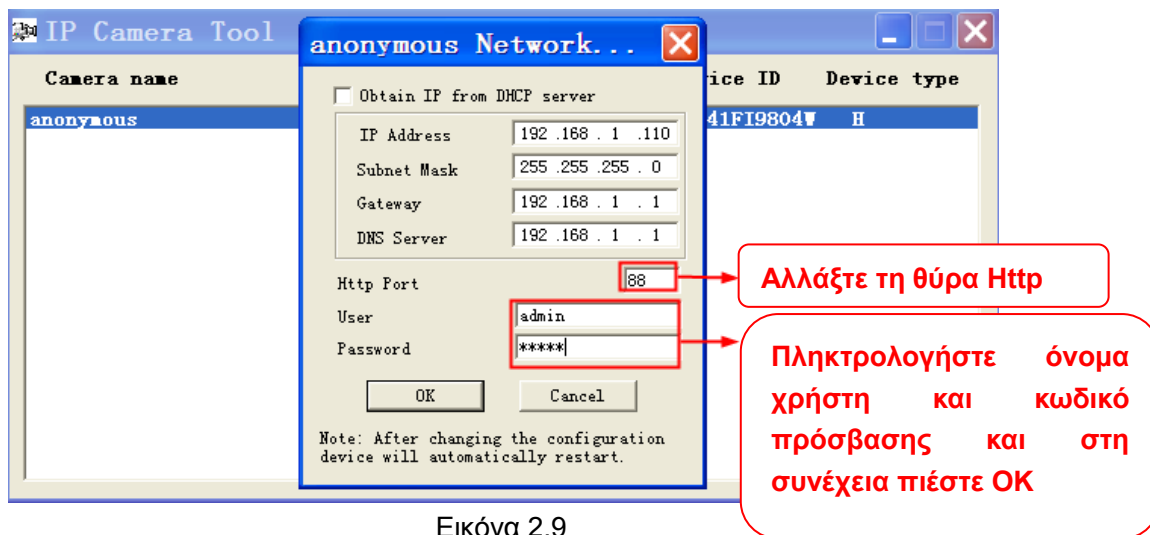 IP Camera Tool
anonymous Network...
Camera name
ice ID Device type
anonymous
41FI9804W H
Obtain IP from DHCP server
IP Address 192 .168 . 1 .110
Subnet Mask 255 .255 .255 . 0
Gateway 192 .168 . 1 . 1
DNS Server 192 .168 . 1 . 1
Http Port 88
User admin
Password *****
OK Cancel
Note: After changing the configuration
device will automatically restart.
Αλλάξτε τη θύρα Http
Πληκτρολογήστε όνομα
χρήστη και κωδικό
πρόσβασης και στη
συνέχεια πιέστε OK
Εικόνα 2.9